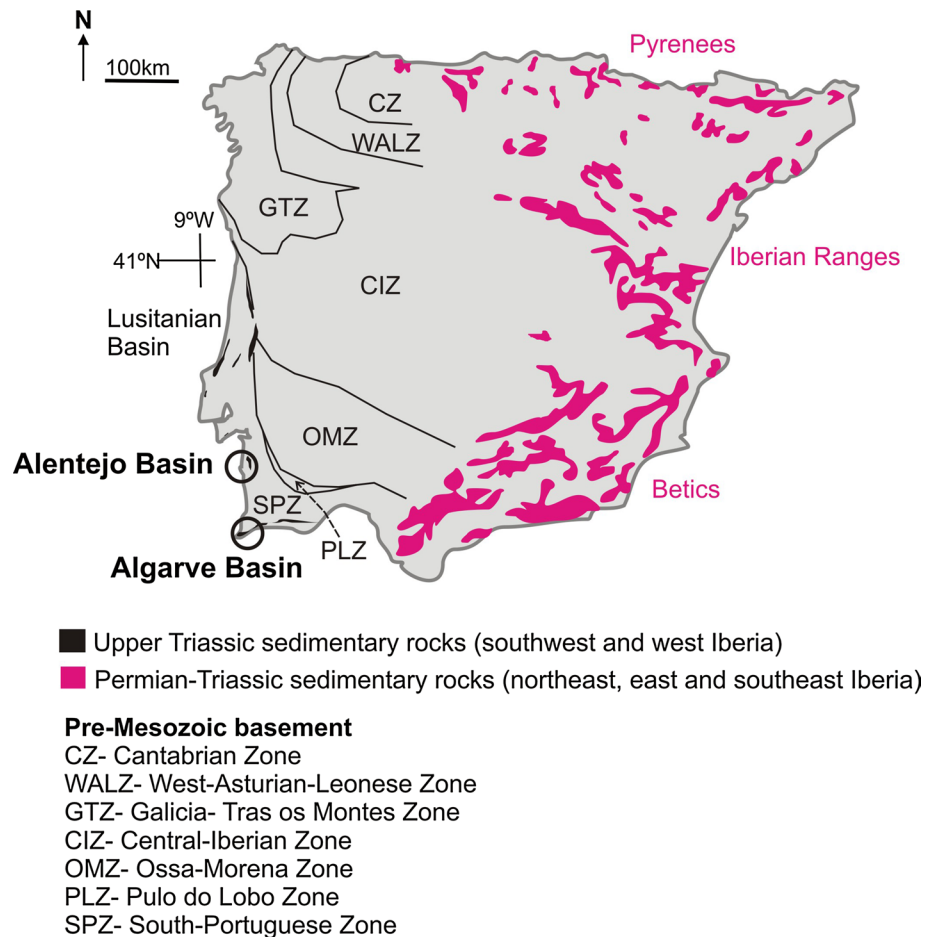 N
100km
Pyrenees
CZ
WALZ
GTZ
9ºW
41ºN
Iberian Ranges
CIZ
Lusitanian
Basin
OMZ
Alentejo Basin
Betics
SPZ
PLZ
Algarve Basin
Upper Triassic sedimentary rocks (southwest and west Iberia)
Permian-Triassic sedimentary rocks (northeast, east and southeast Iberia)
Pre-Mesozoic basement
CZ- Cantabrian Zone
WALZ- West-Asturian-Leonese Zone
GTZ- Galicia- Tras os Montes Zone
CIZ- Central-Iberian Zone
OMZ- Ossa-Morena Zone
PLZ- Pulo do Lobo Zone
SPZ- South-Portuguese Zone